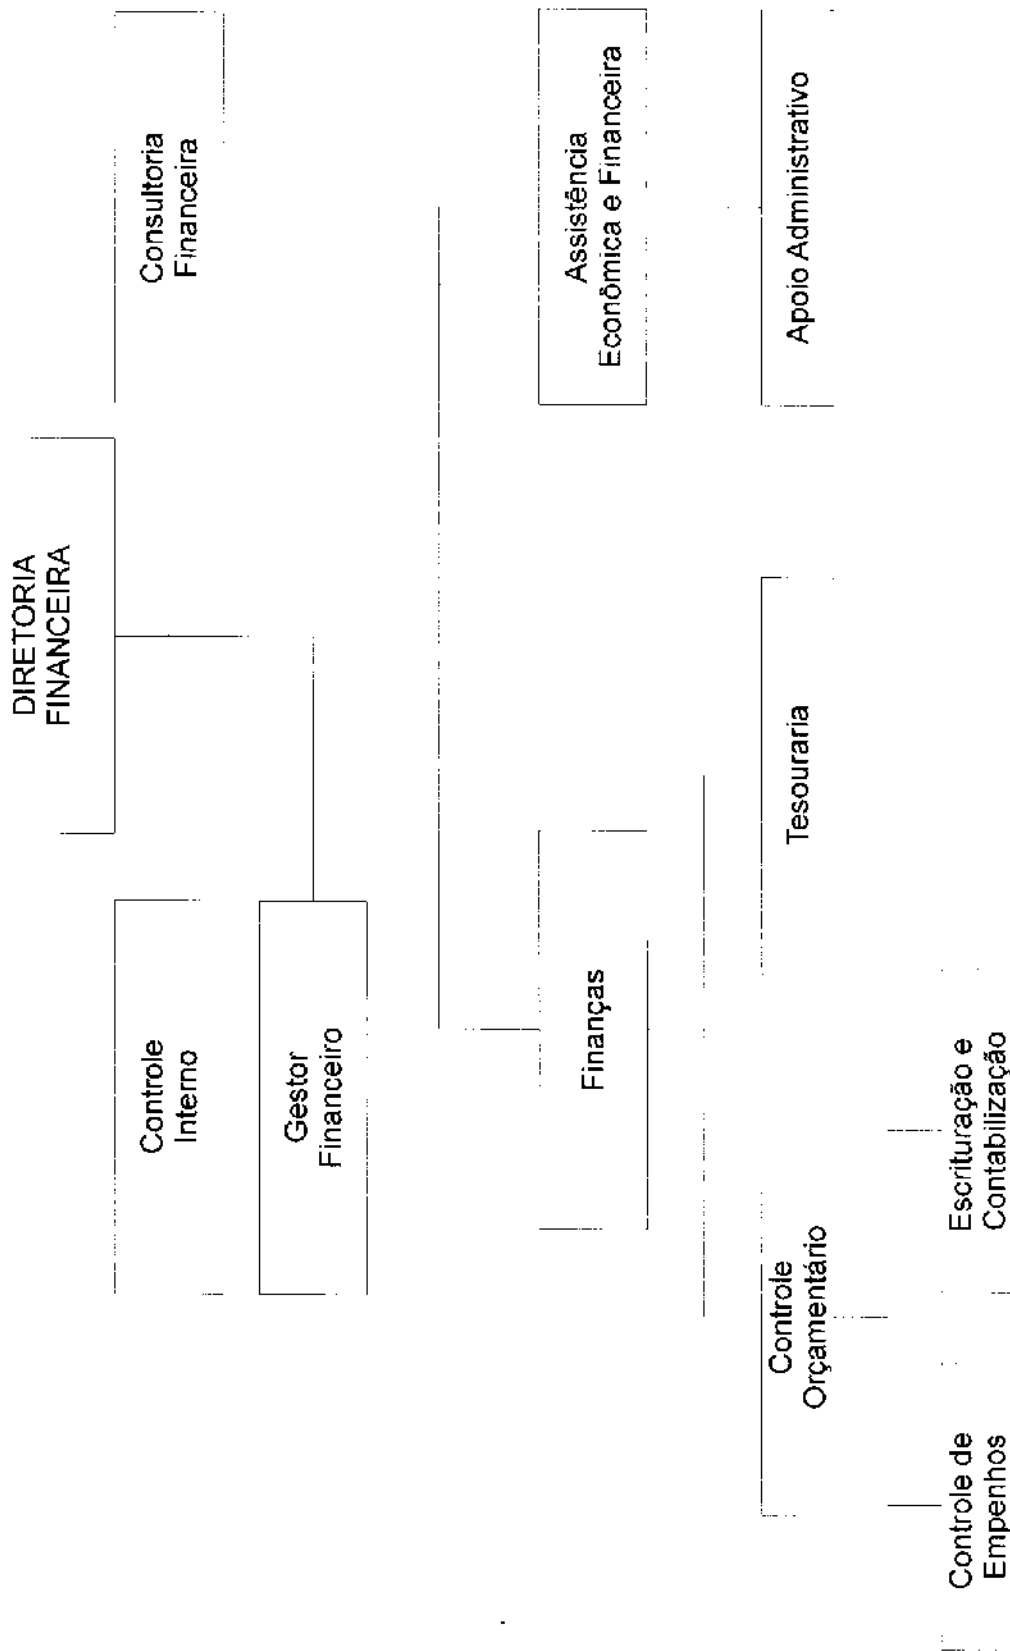 DIRETORIA
FINANCEIRA
Controle
Interno
Consultoria
Financeira
Gestor
Financeiro
Finanças
Assistência
Econômica e Financeira
Controle
Orçamentário
Tesouraria
Apoio Administrativo
Controle de
Empenhos
Escrituração e
Contabilização